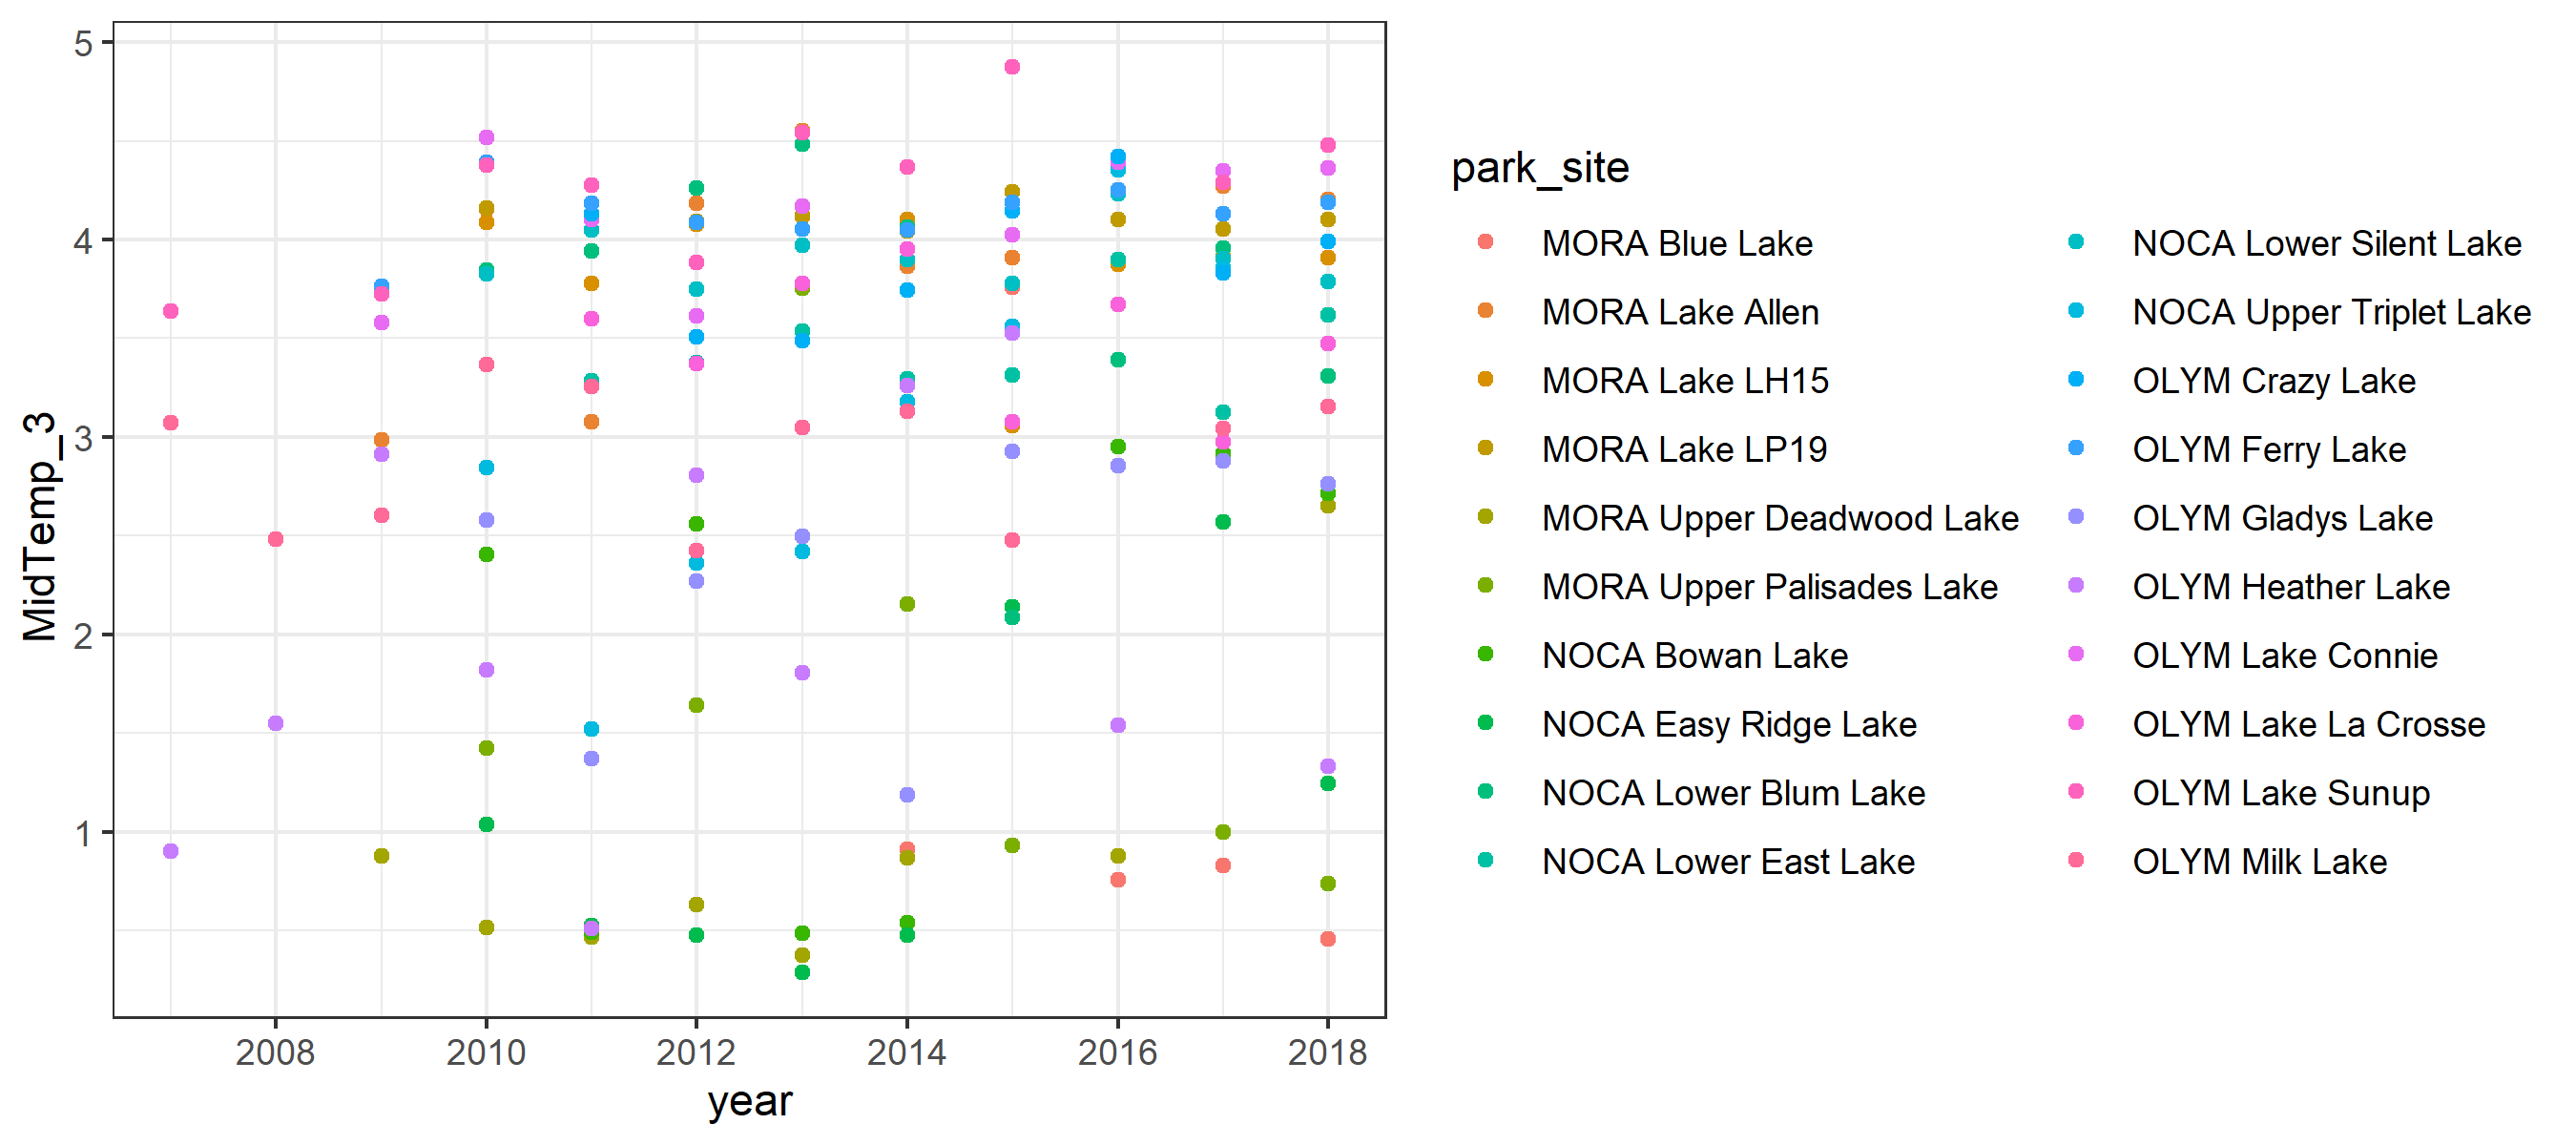 5
4
3
2
1
MidTemp_3
2008
2010
2012
2014
2016
2018
year
park_site
MORA Blue Lake
MORA Lake Allen
MORA Lake LH15
MORA Lake LP19
MORA Upper Deadwood Lake
MORA Upper Palisades Lake
NOCA Bowan Lake
NOCA Easy Ridge Lake
NOCA Lower Blum Lake
NOCA Lower East Lake
NOCA Lower Silent Lake
NOCA Upper Triplet Lake
OLYM Crazy Lake
OLYM Ferry Lake
OLYM Gladys Lake
OLYM Heather Lake
OLYM Lake Connie
OLYM Lake La Crosse
OLYM Lake Sunup
OLYM Milk Lake